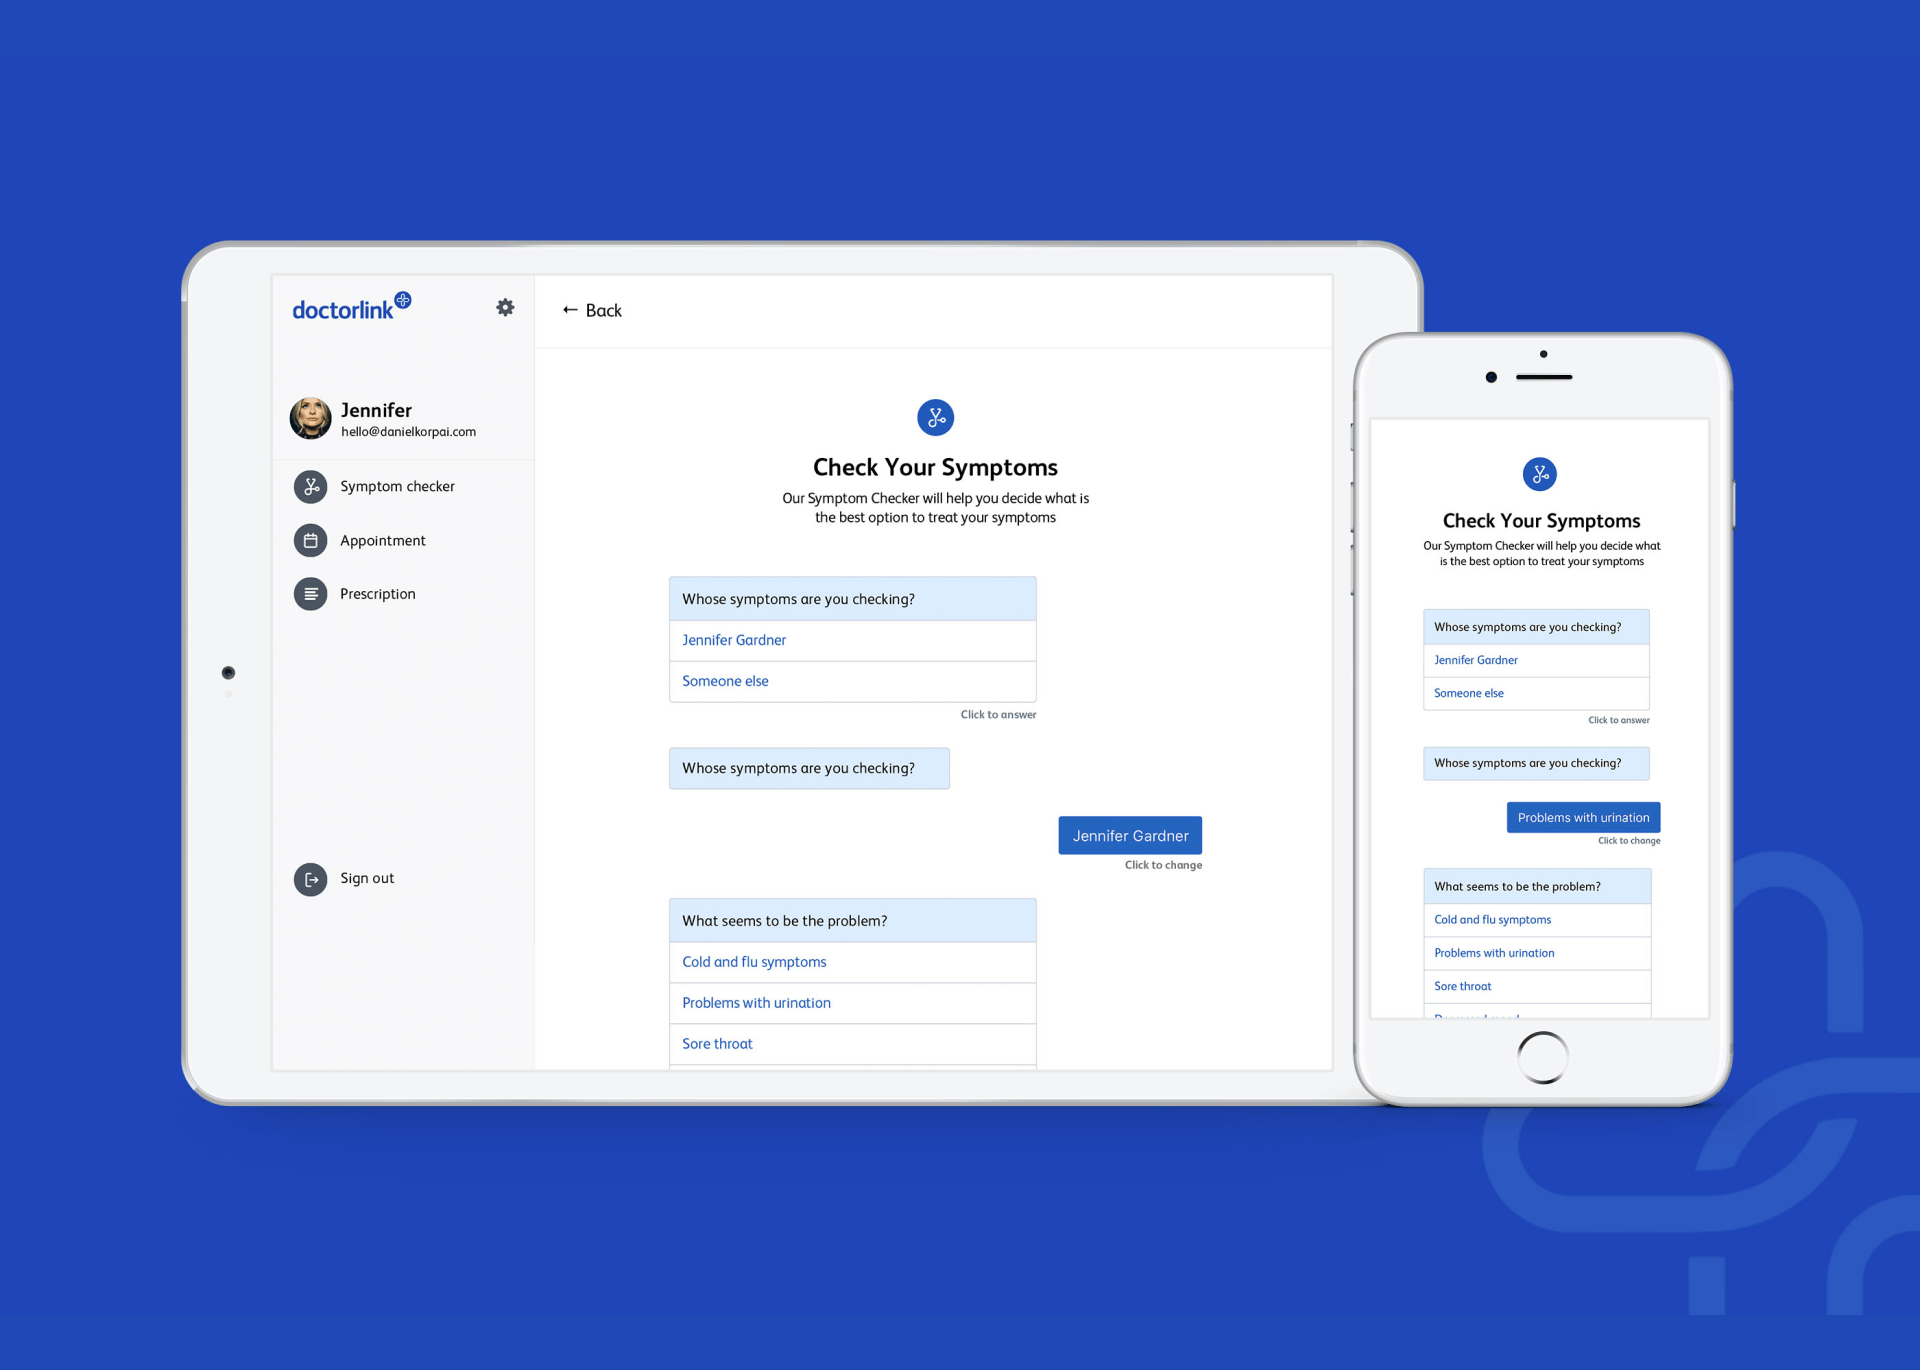 doctorlink
← Back
Jennifer
hello@danielkorpai.com
Symptom checker
Appointment
Prescription
Sign out
Check Your Symptoms
Our Symptom Checker will help you decide what is
the best option to treat your symptoms
Whose symptoms are you checking?
Jennifer Gardner
Someone else
Click to answer
Whose symptoms are you checking?
Jennifer Gardner
Click to change
What seems to be the problem?
Cold and flu symptoms
Problems with urination
Sore throat
Check Your Symptoms
Our Symptom Checker will help you decide what
is the best option to treat your symptoms
Whose symptoms are you checking?
Jennifer Gardner
Someone else
Click to answer
Whose symptoms are you checking?
Problems with urination
Click to change
What seems to be the problem?
Cold and flu symptoms
Problems with urination
Sore throat